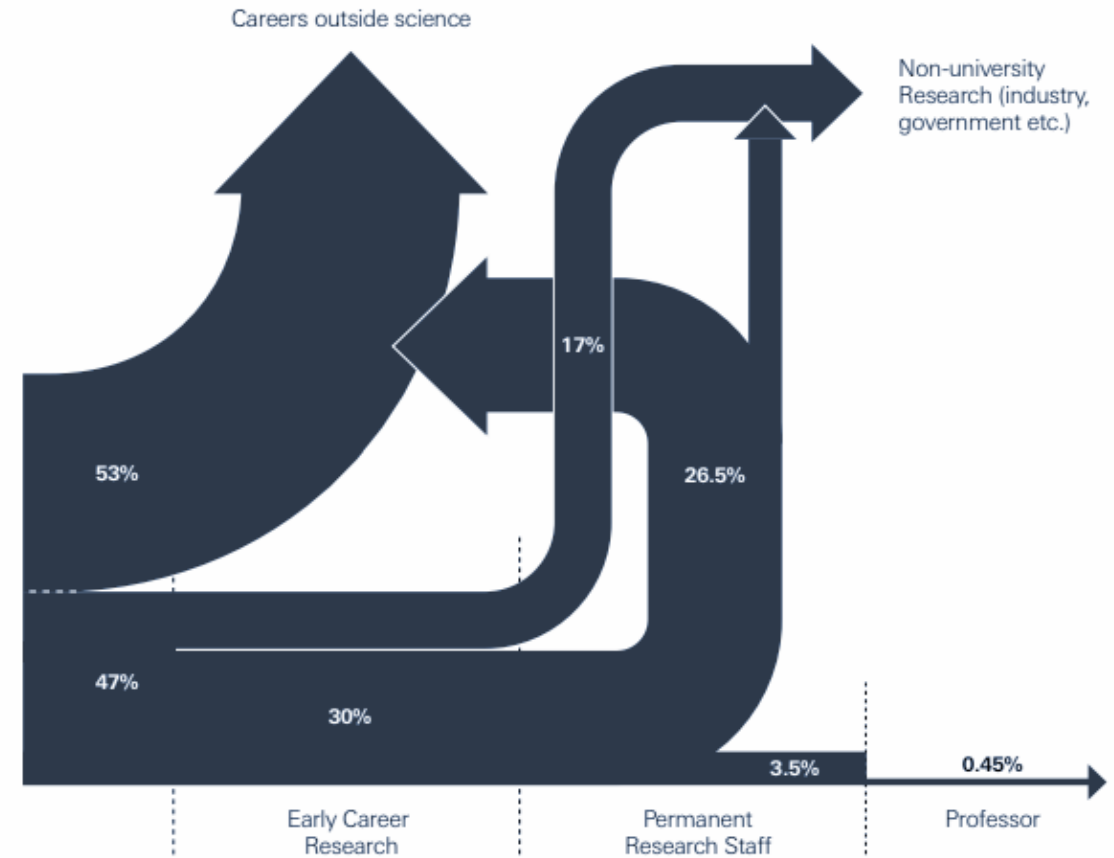 Careers outside science
Non-university
Research (industry,
government etc.)
17%
53%
26.5%
47%
30%
3.5%
0.45%
Early Career
Research
Permanent
Research Staff
Professor